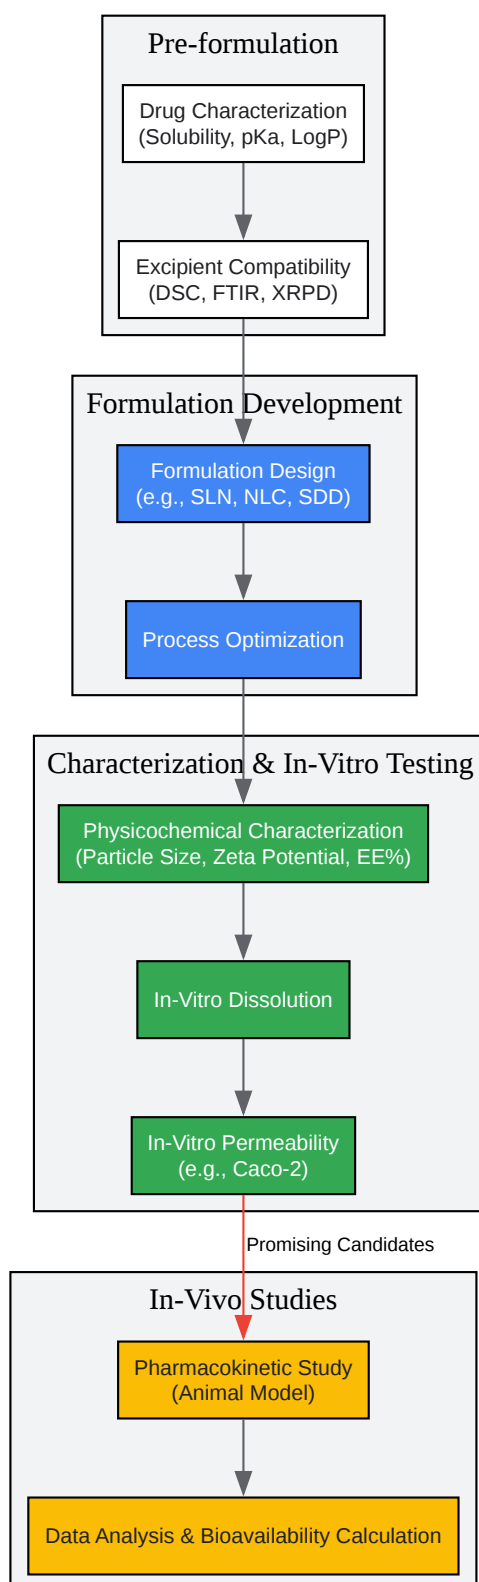 Pre-formulation
Drug Characterization
(Solubility, pKa, LogP)
Excipient Compatibility
(DSC, FTIR, XRPD)
Formulation Development
Formulation Design
(e.g., SLN, NLC, SDD)
Process Optimization
Characterization & In-Vitro Testing
Physicochemical Characterization
(Particle Size, Zeta Potential, EE%)
In-Vitro Dissolution
In-Vitro Permeability
(e.g., Caco-2)
Promising Candidates
In-Vivo Studies
Pharmacokinetic Study
(Animal Model)
Data Analysis & Bioavailability Calculation